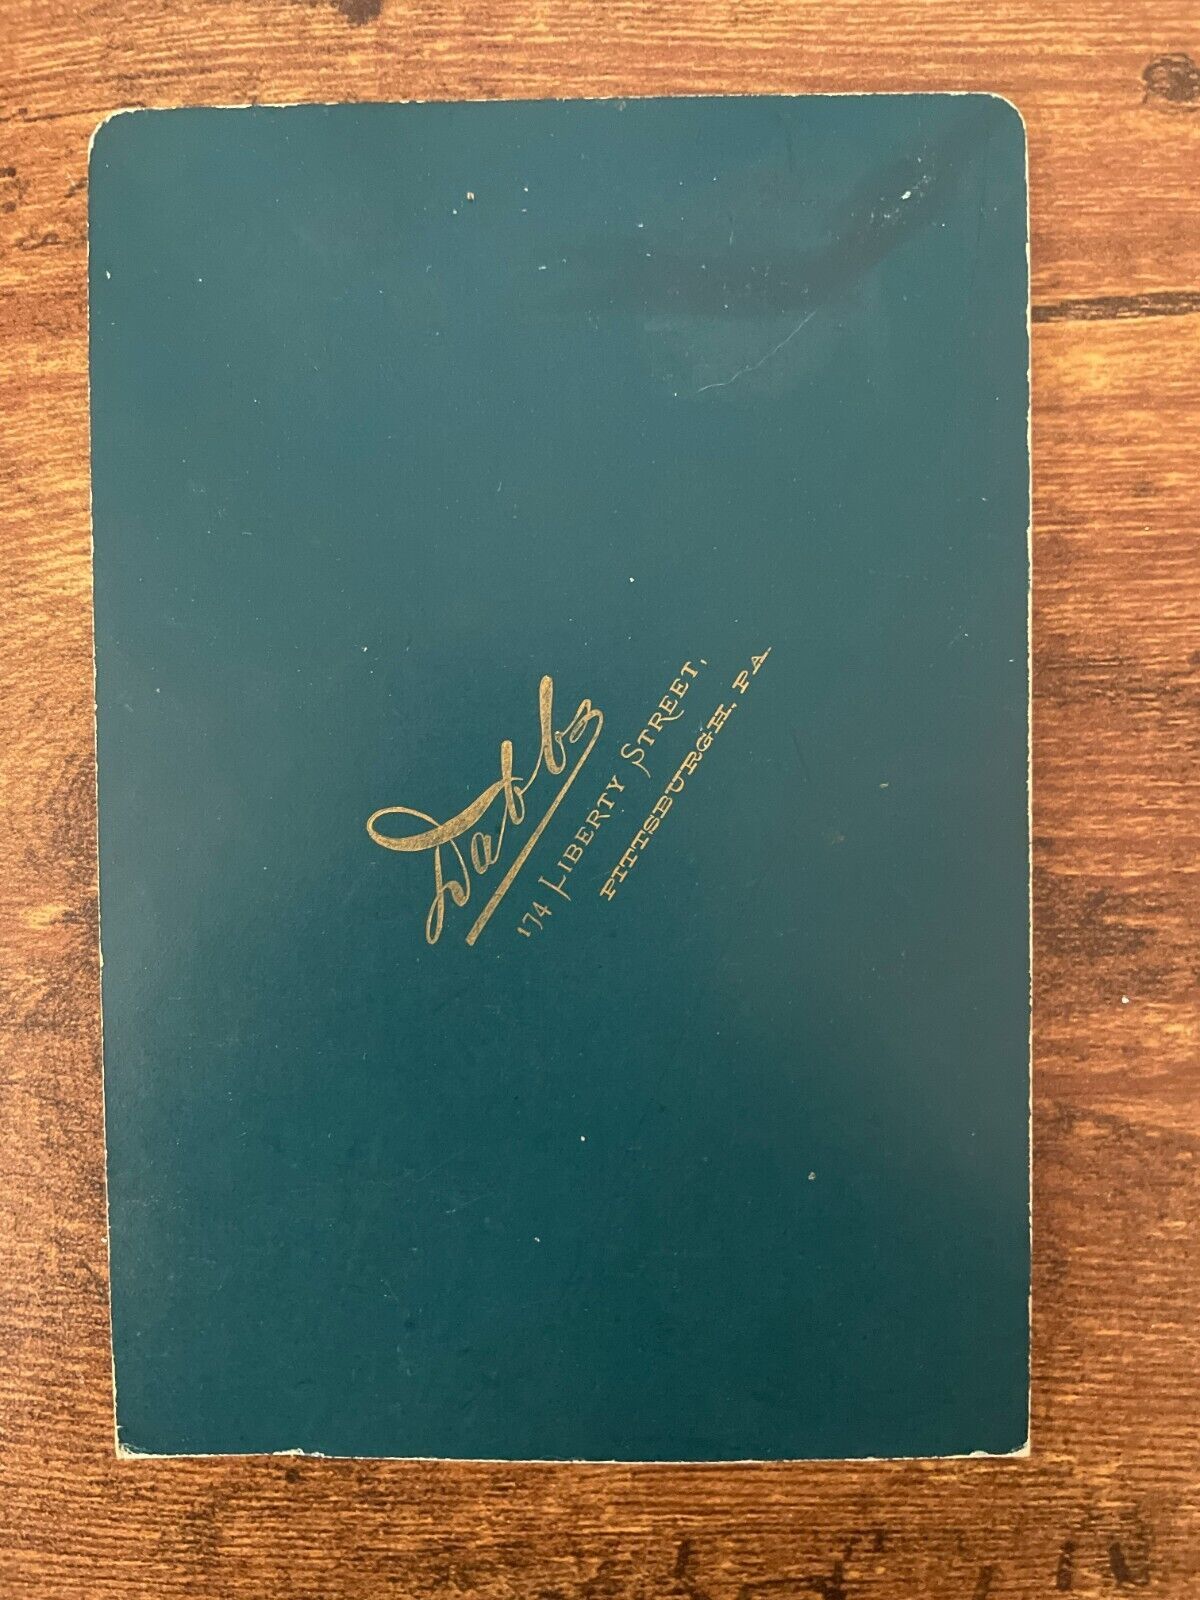 Dabbs
174 LIBERTY STREET,
PITTSBURGH, PA.